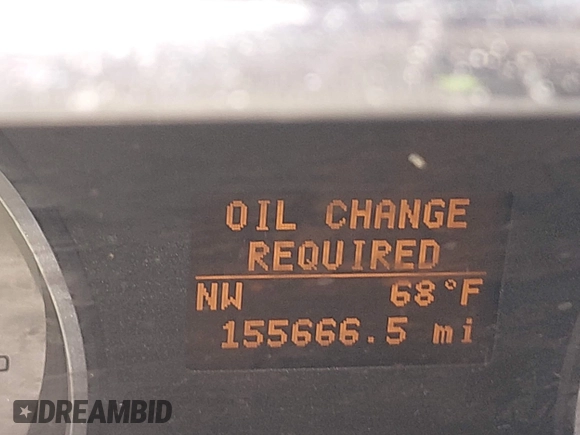 OIL CHANGE
REQUIRED
NW 68°F
155666.5 mi
DREAMBID